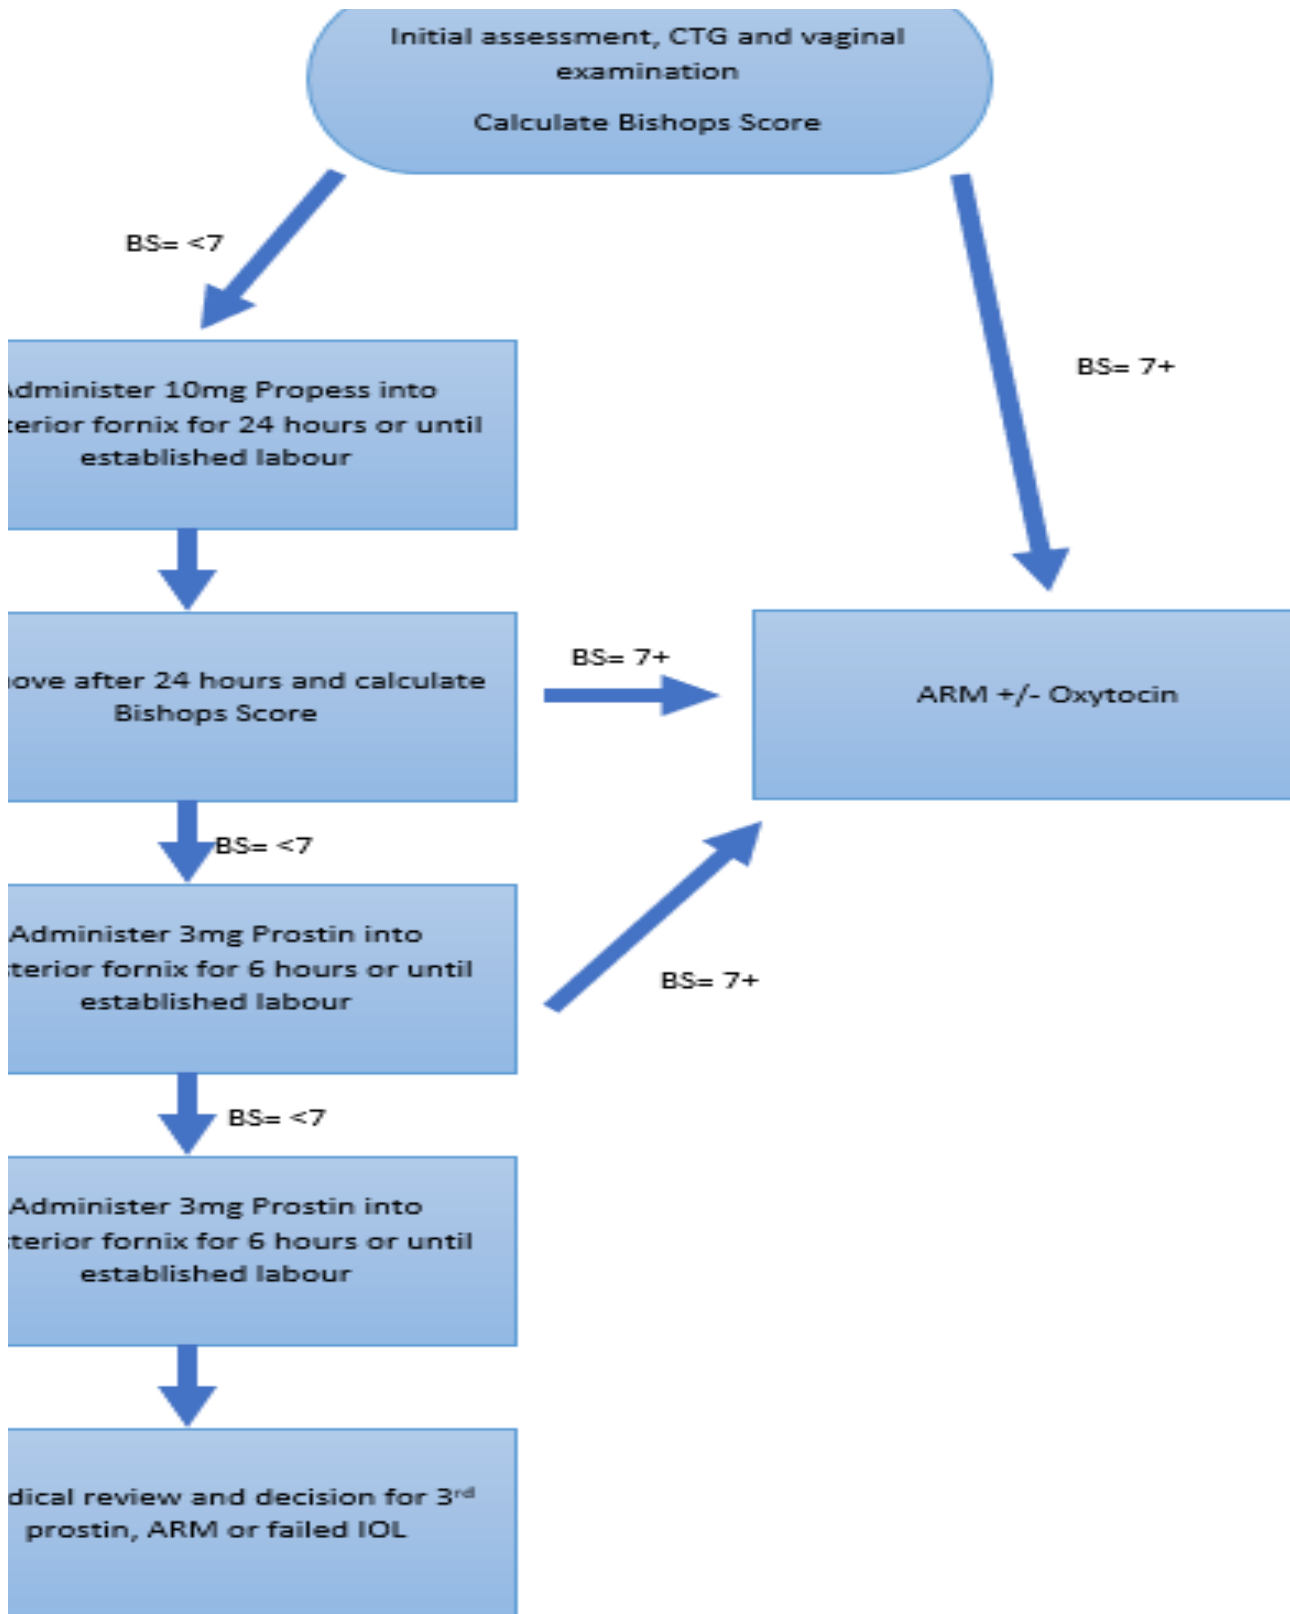 Initial assessment, CTG and vaginal
examination
Calculate Bishops Score
BS= <7
BS= 7+
Administer 10mg Propess into
terior fornix for 24 hours or until
established labour
ove after 24 hours and calculate
Bishops Score
BS= 7+
ARM +/- Oxytocin
BS= <7
Administer 3mg Prostin into
sterior fornix for 6 hours or until
established labour
BS= 7+
BS= <7
Administer 3mg Prostin into
sterior fornix for 6 hours or until
established labour
dical review and decision for 3rd
prostin, ARM or failed IOL